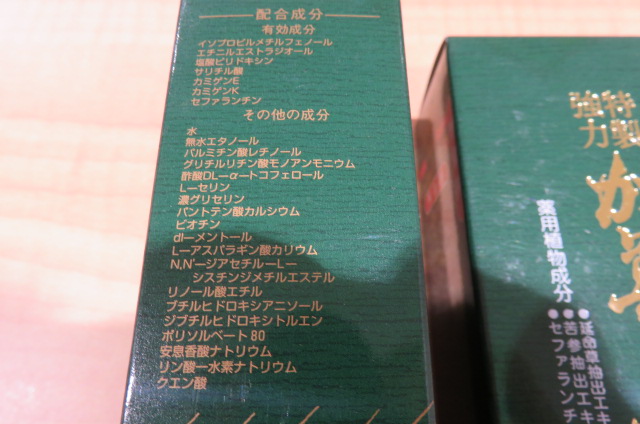 配合成分
有効成分
イソプロピルメチルフェノール
エチニルエストラジオール
塩酸ピリドキシン
サリチル酸
カミゲンE
カミゲンK
セファランチン
その他の成分
水
無水エタノール
パルミチン酸レチノール
グリチルリチン酸モノアンモニウム
酢酸DL-α-トコフェロール
L-セリン
濃グリセリン
パントテン酸カルシウム
ビオチン
dl-メントール
L-アスパラギン酸カリウム
N,N'-ジアセチル-L-
シスチンジメチルエステル
リノール酸エチル
ブチルヒドロキシアニソール
ジブチルヒドロキシトルエン
ポリソルベート80
安息香酸ナトリウム
リン酸一水素ナトリウム
クエン酸
特製
強力
か
薬用植物成分
●延命草抽出エキ
●苦参抽出エキ
●セファランチ